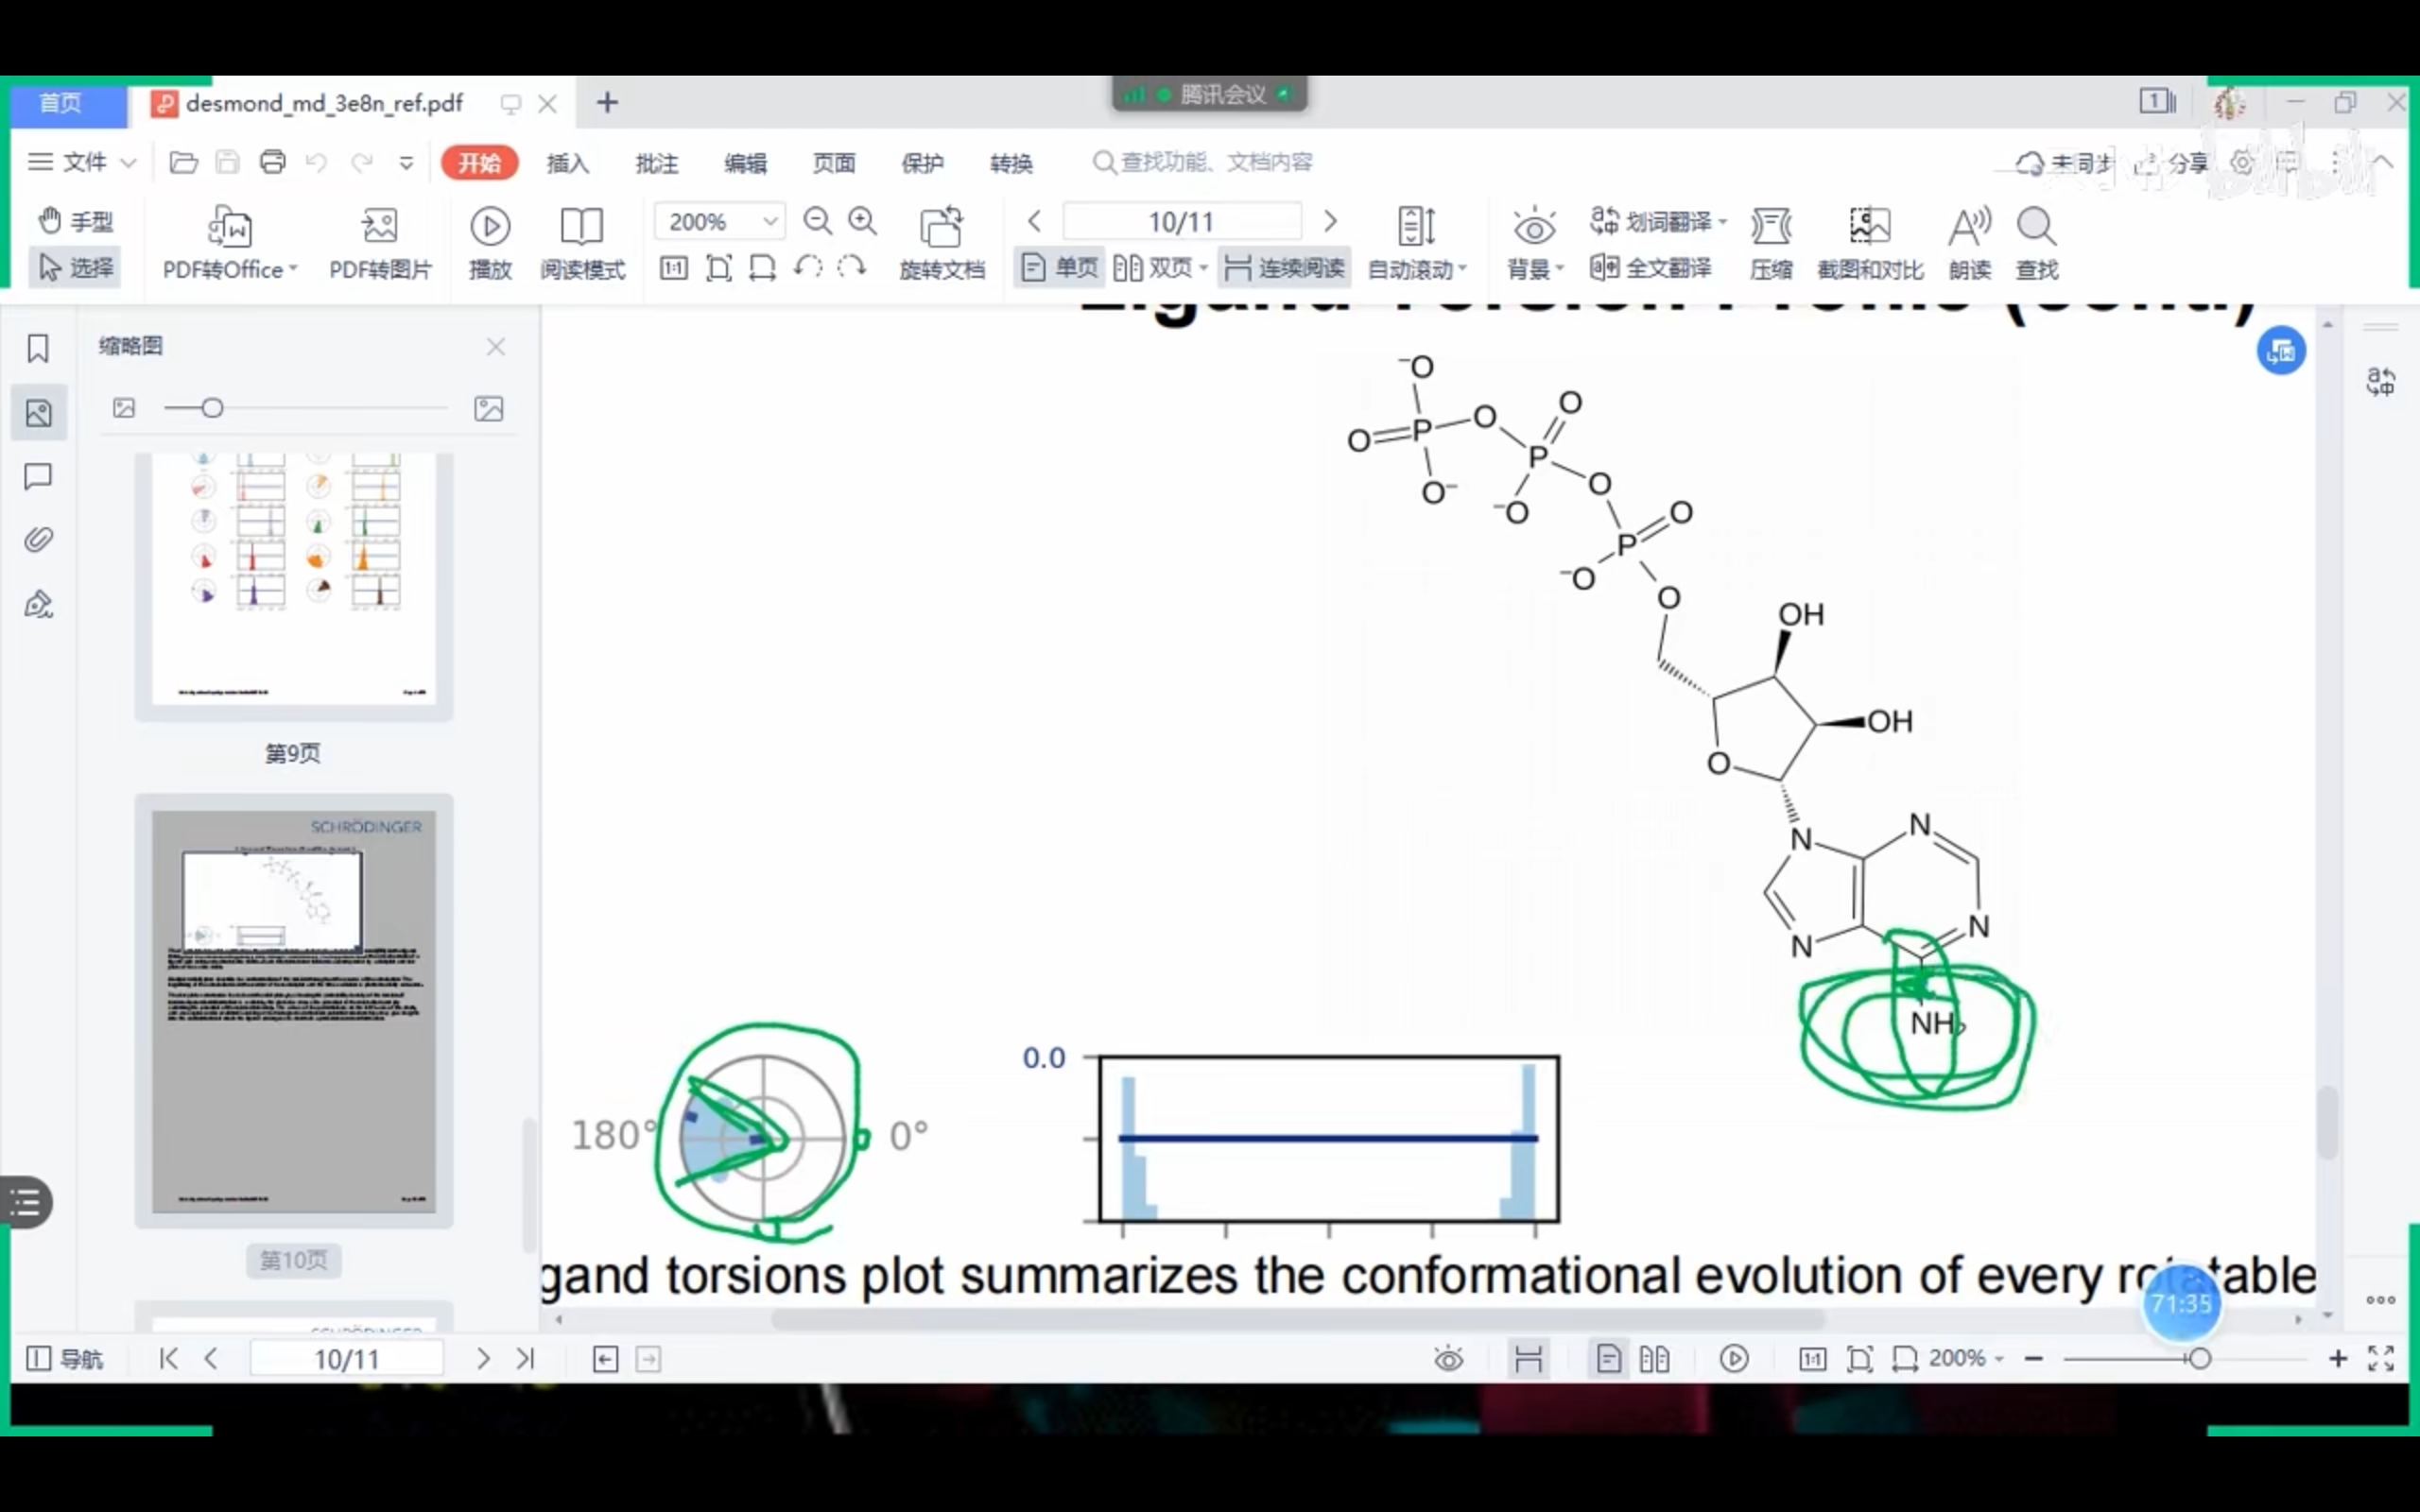 腾讯会议
首页 desmond_md_3e8n_ref.pdf
文件 开始 插入 批注 编辑 页面 保护 转换 查找功能、文档内容 未同步 分享
手型 选择 PDF转Office PDF转图片 播放 阅读模式 200% 旋转文档 10/11 单页 双页 连续阅读 自动滚动 背景 划词翻译 全文翻译 压缩 截图和对比 朗读 查找
缩略图
第9页
SCHRÖDINGER
第10页
SCHRÖDINGER
Ligand Torsion Profile (cont.)
⁻O
O P O O
O⁻ P O
⁻O P O
⁻O O
OH
OH
O
N N
N N
NH₂
180° 0°
0.0
gand torsions plot summarizes the conformational evolution of every rotatable
71:35
导航 10/11 200%